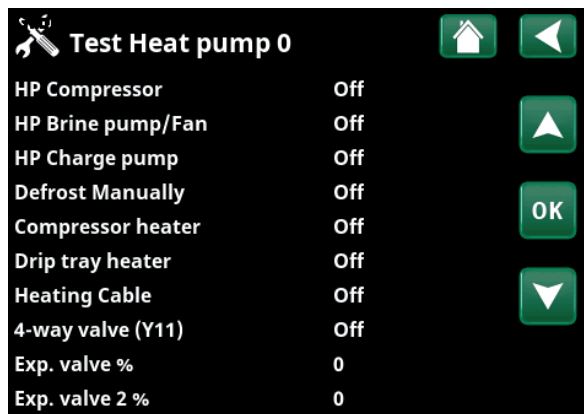 Test Heat pump 0
HP Compressor Off
HP Brine pump/Fan Off
HP Charge pump Off
Defrost Manually Off
OK
Compressor heater Off
Drip tray heater Off
Heating Cable Off
4-way valve (Y11) Off
Exp. valve % 0
Exp. valve 2 % 0